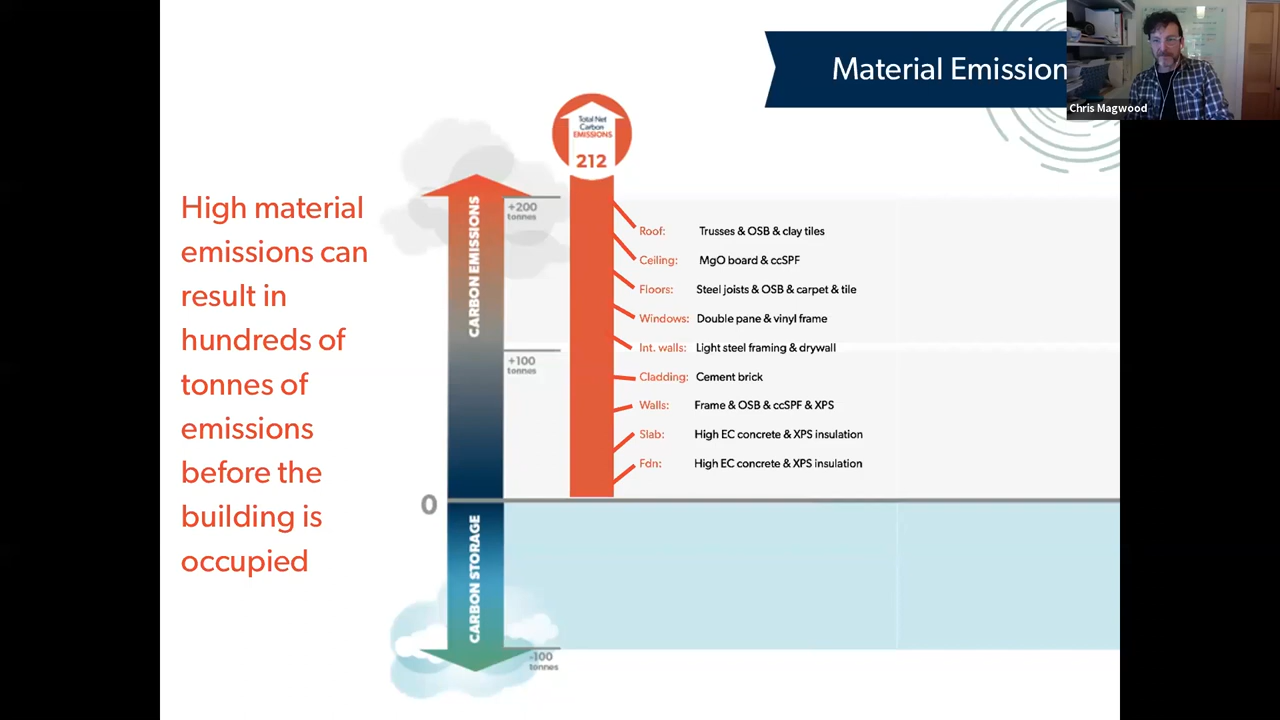 Material Emission
Chris Magwood
Total Net
Carbon
EMISSIONS
212
High material
emissions can
result in
hundreds of
tonnes of
emissions
before the
building is
occupied
CARBON EMISSIONS
+200
tonnes
+100
tonnes
0
CARBON STORAGE
-100
tonnes
Roof: Trusses & OSB & clay tiles
Ceiling: MgO board & ccSPF
Floors: Steel joists & OSB & carpet & tile
Windows: Double pane & vinyl frame
Int. walls: Light steel framing & drywall
Cladding: Cement brick
Walls: Frame & OSB & ccSPF & XPS
Slab: High EC concrete & XPS insulation
Fdn: High EC concrete & XPS insulation